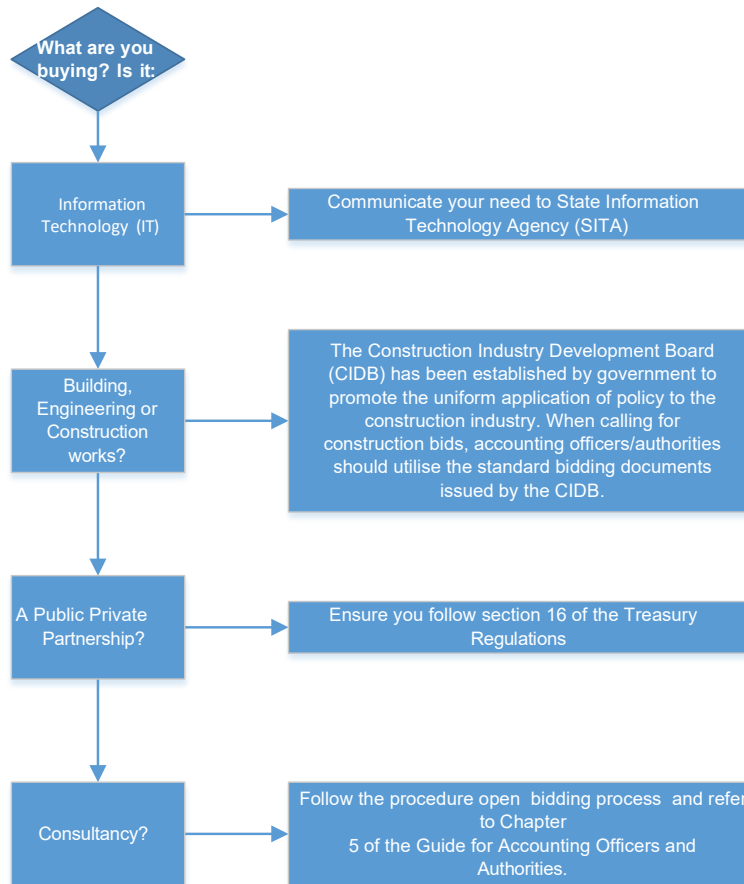 What are you
buying? Is it:
Information
Technology (IT)
Communicate your need to State Information
Technology Agency (SITA)
Building,
Engineering or
Construction
works?
The Construction Industry Development Board
(CIDB) has been established by government to
promote the uniform application of policy to the
construction industry. When calling for
construction bids, accounting officers/authorities
should utilise the standard bidding documents
issued by the CIDB.
A Public Private
Partnership?
Ensure you follow section 16 of the Treasury
Regulations
Consultancy?
Follow the procedure open bidding process and refer
to Chapter
5 of the Guide for Accounting Officers and
Authorities.